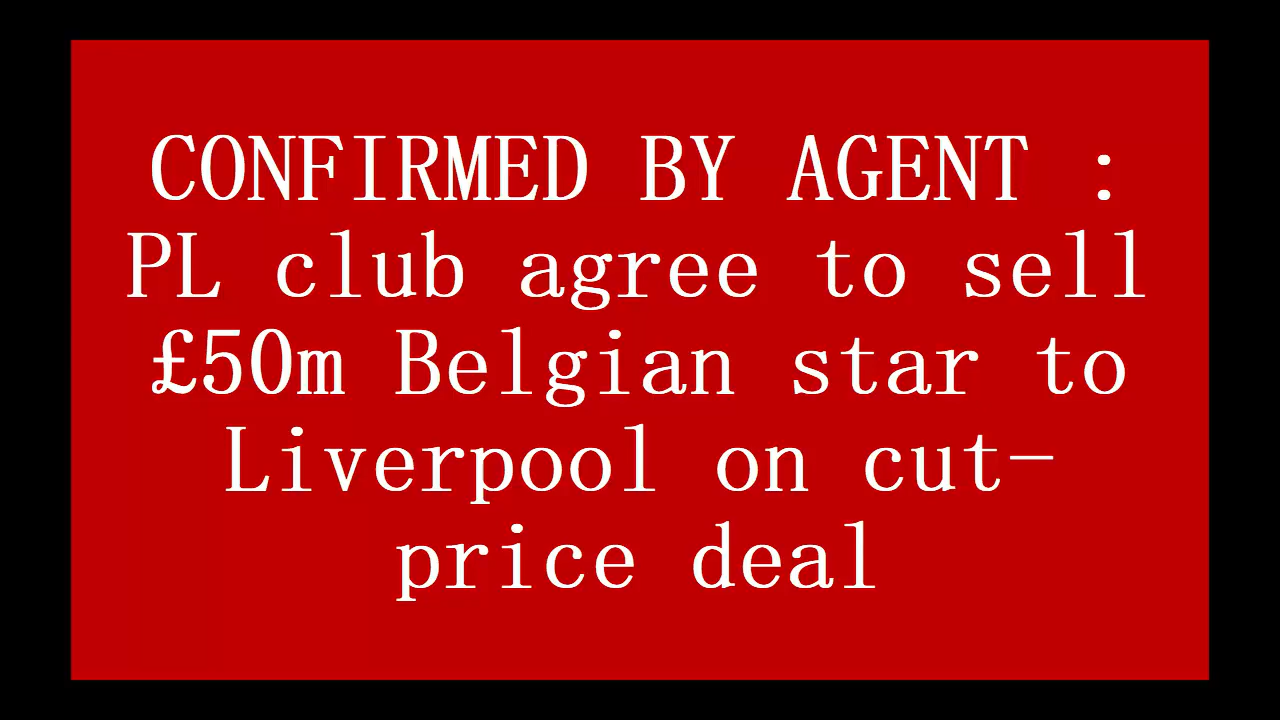 CONFIRMED BY AGENT :
PL club agree to sell
£50m Belgian star to
Liverpool on cut-
price deal